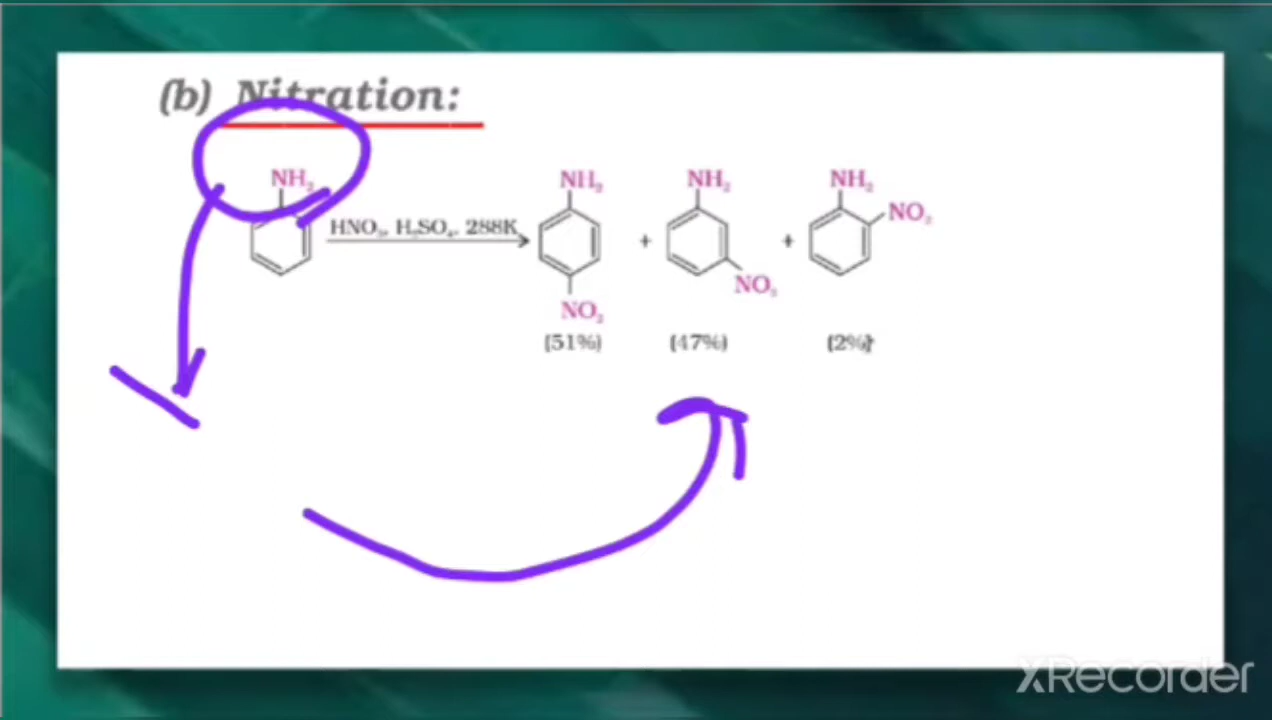 (b) Nitration:
NH₂ NH₂ NH₂ NH₂
NO₂
HNO₃, H₂SO₄, 288K
+ +
NO₂
NO₂
(51%) (47%) (2%)
XRecorder